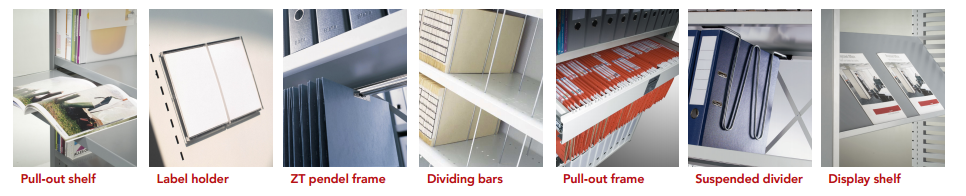 Pull-out shelf
Label holder
ZT pendel frame
Dividing bars
Pull-out frame
Suspended divider
Display shelf